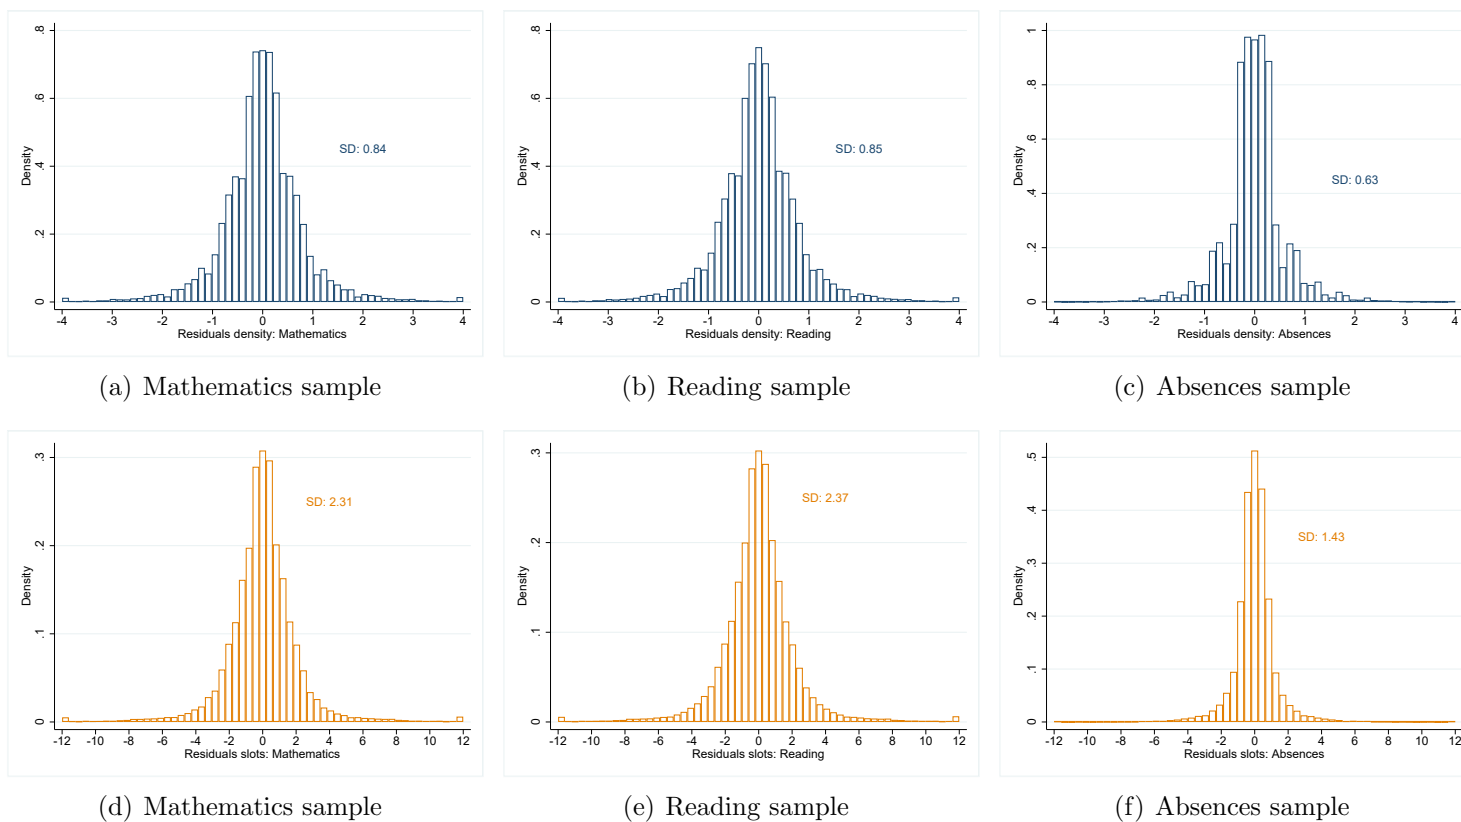 Density
0 .2 .4 .6 .8
SD: 0.84
-4 -3 -2 -1 0 1 2 3 4
Residuals density: Mathematics
(a) Mathematics sample
Density
0 .2 .4 .6 .8
SD: 0.85
-4 -3 -2 -1 0 1 2 3 4
Residuals density: Reading
(b) Reading sample
Density
0 .2 .4 .6 .8 1
SD: 0.63
-4 -3 -2 -1 0 1 2 3 4
Residuals density: Absences
(c) Absences sample
Density
0 .1 .2 .3
SD: 2.31
-12 -10 -8 -6 -4 -2 0 2 4 6 8 10 12
Residuals slots: Mathematics
(d) Mathematics sample
Density
0 .1 .2 .3
SD: 2.37
-12 -10 -8 -6 -4 -2 0 2 4 6 8 10 12
Residuals slots: Reading
(e) Reading sample
Density
0 .1 .2 .3 .4 .5
SD: 1.43
-12 -10 -8 -6 -4 -2 0 2 4 6 8 10 12
Residuals slots: Absences
(f) Absences sample